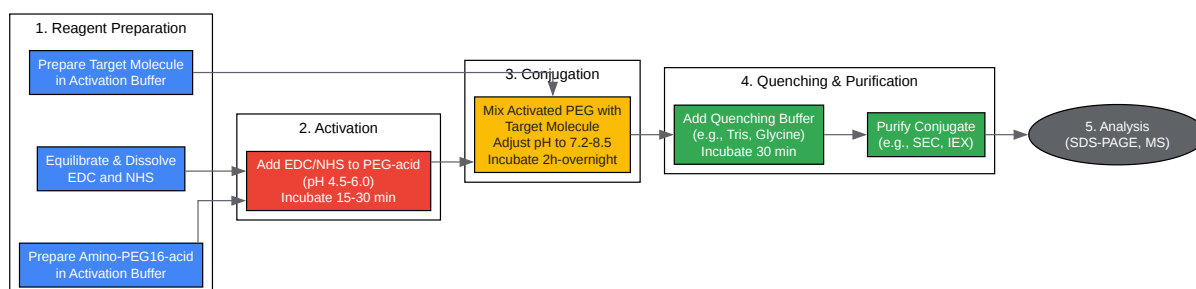 1. Reagent Preparation
Prepare Target Molecule
in Activation Buffer
Equilibrate & Dissolve
EDC and NHS
Prepare Amino-PEG16-acid
in Activation Buffer
2. Activation
Add EDC/NHS to PEG-acid
(pH 4.5-6.0)
Incubate 15-30 min
3. Conjugation
Mix Activated PEG with
Target Molecule
Adjust pH to 7.2-8.5
Incubate 2h-overnight
4. Quenching & Purification
Add Quenching Buffer
(e.g., Tris, Glycine)
Incubate 30 min
Purify Conjugate
(e.g., SEC, IEX)
5. Analysis
(SDS-PAGE, MS)